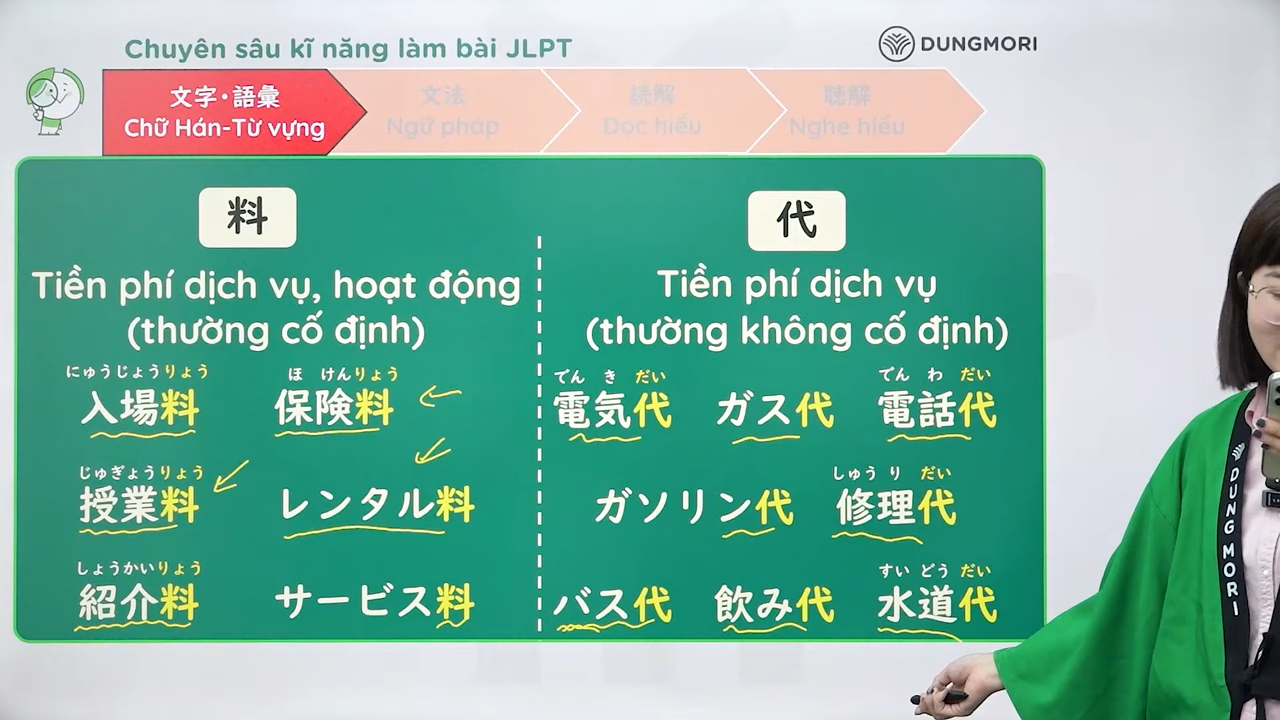 Chuyên sâu kĩ năng làm bài JLPT
DUNGMORI
文字・語彙
Chữ Hán-Từ vựng
文法
Ngữ pháp
読解
Đọc hiểu
聴解
Nghe hiểu
料
Tiền phí dịch vụ, hoạt động
(thường cố định)
にゅうじょうりょう ほけんりょう
入場料 保険料
じゅぎょうりょう
授業料 レンタル料
しょうかいりょう
紹介料 サービス料
代
Tiền phí dịch vụ
(thường không cố định)
でんきだい でんわだい
電気代 ガス代 電話代
しゅうりだい
ガソリン代 修理代
すいどうだい
バス代 飲み代 水道代
DUNG MORI